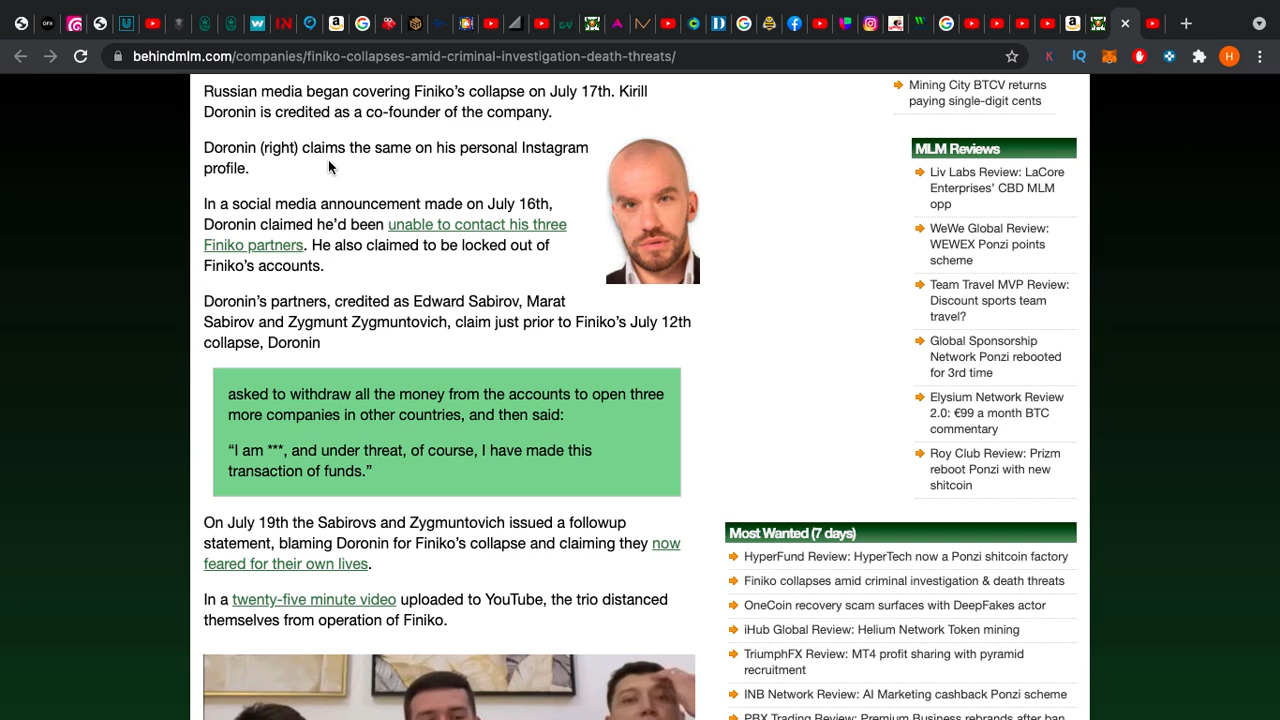 behindmlm.com/companies/finiko-collapses-amid-criminal-investigation-death-threats/
Russian media began covering Finiko's collapse on July 17th. Kirill
Doronin is credited as a co-founder of the company.
Doronin (right) claims the same on his personal Instagram
profile.
In a social media announcement made on July 16th,
Doronin claimed he'd been unable to contact his three
Finiko partners. He also claimed to be locked out of
Finiko's accounts.
Doronin's partners, credited as Edward Sabirov, Marat
Sabirov and Zygmunt Zygmuntovich, claim just prior to Finiko's July 12th
collapse, Doronin
asked to withdraw all the money from the accounts to open three
more companies in other countries, and then said:
“I am ***, and under threat, of course, I have made this
transaction of funds.”
On July 19th the Sabirovs and Zygmuntovich issued a followup
statement, blaming Doronin for Finiko's collapse and claiming they now
feared for their own lives.
In a twenty-five minute video uploaded to YouTube, the trio distanced
themselves from operation of Finiko.
Mining City BTCV returns
paying single-digit cents
MLM Reviews
Liv Labs Review: LaCore
Enterprises' CBD MLM
opp
WeWe Global Review:
WEWEX Ponzi points
scheme
Team Travel MVP Review:
Discount sports team
travel?
Global Sponsorship
Network Ponzi rebooted
for 3rd time
Elysium Network Review
2.0: €99 a month BTC
commentary
Roy Club Review: Prizm
reboot Ponzi with new
shitcoin
Most Wanted (7 days)
HyperFund Review: HyperTech now a Ponzi shitcoin factory
Finiko collapses amid criminal investigation & death threats
OneCoin recovery scam surfaces with DeepFakes actor
iHub Global Review: Helium Network Token mining
TriumphFX Review: MT4 profit sharing with pyramid
recruitment
INB Network Review: AI Marketing cashback Ponzi scheme
PBX Trading Review: Premium Business rebrands after ban